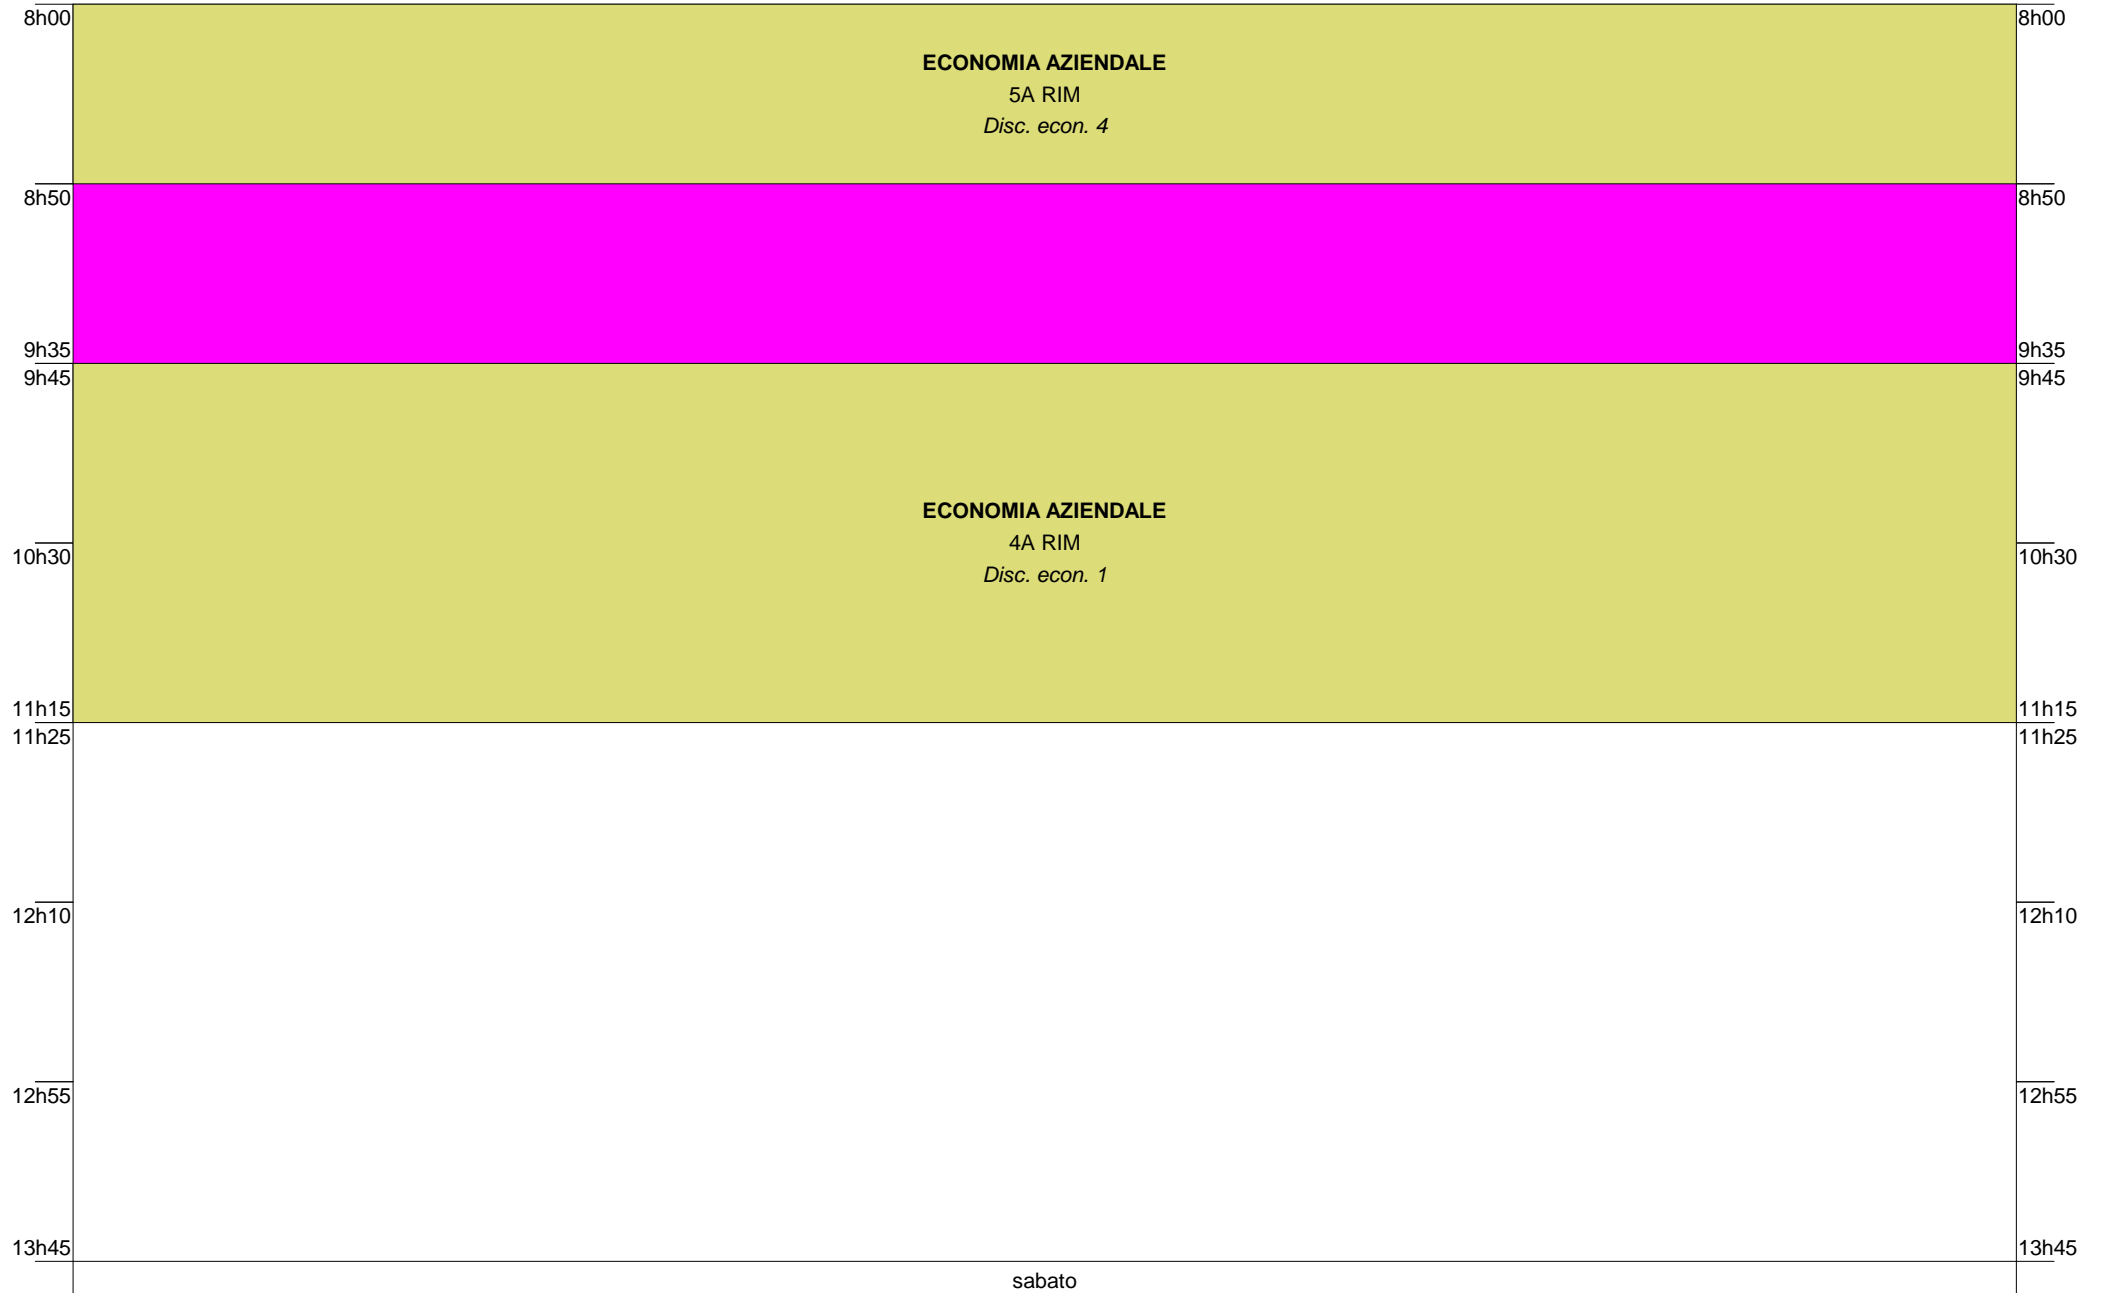 8h00 8h00
ECONOMIA AZIENDALE
5A RIM
Disc. econ. 4
8h50 8h50
9h35 9h35
9h45 9h45
ECONOMIA AZIENDALE
4A RIM
10h30 10h30
Disc. econ. 1
11h15 11h15
11h25 11h25
12h10 12h10
12h55 12h55
13h45 13h45
sabato